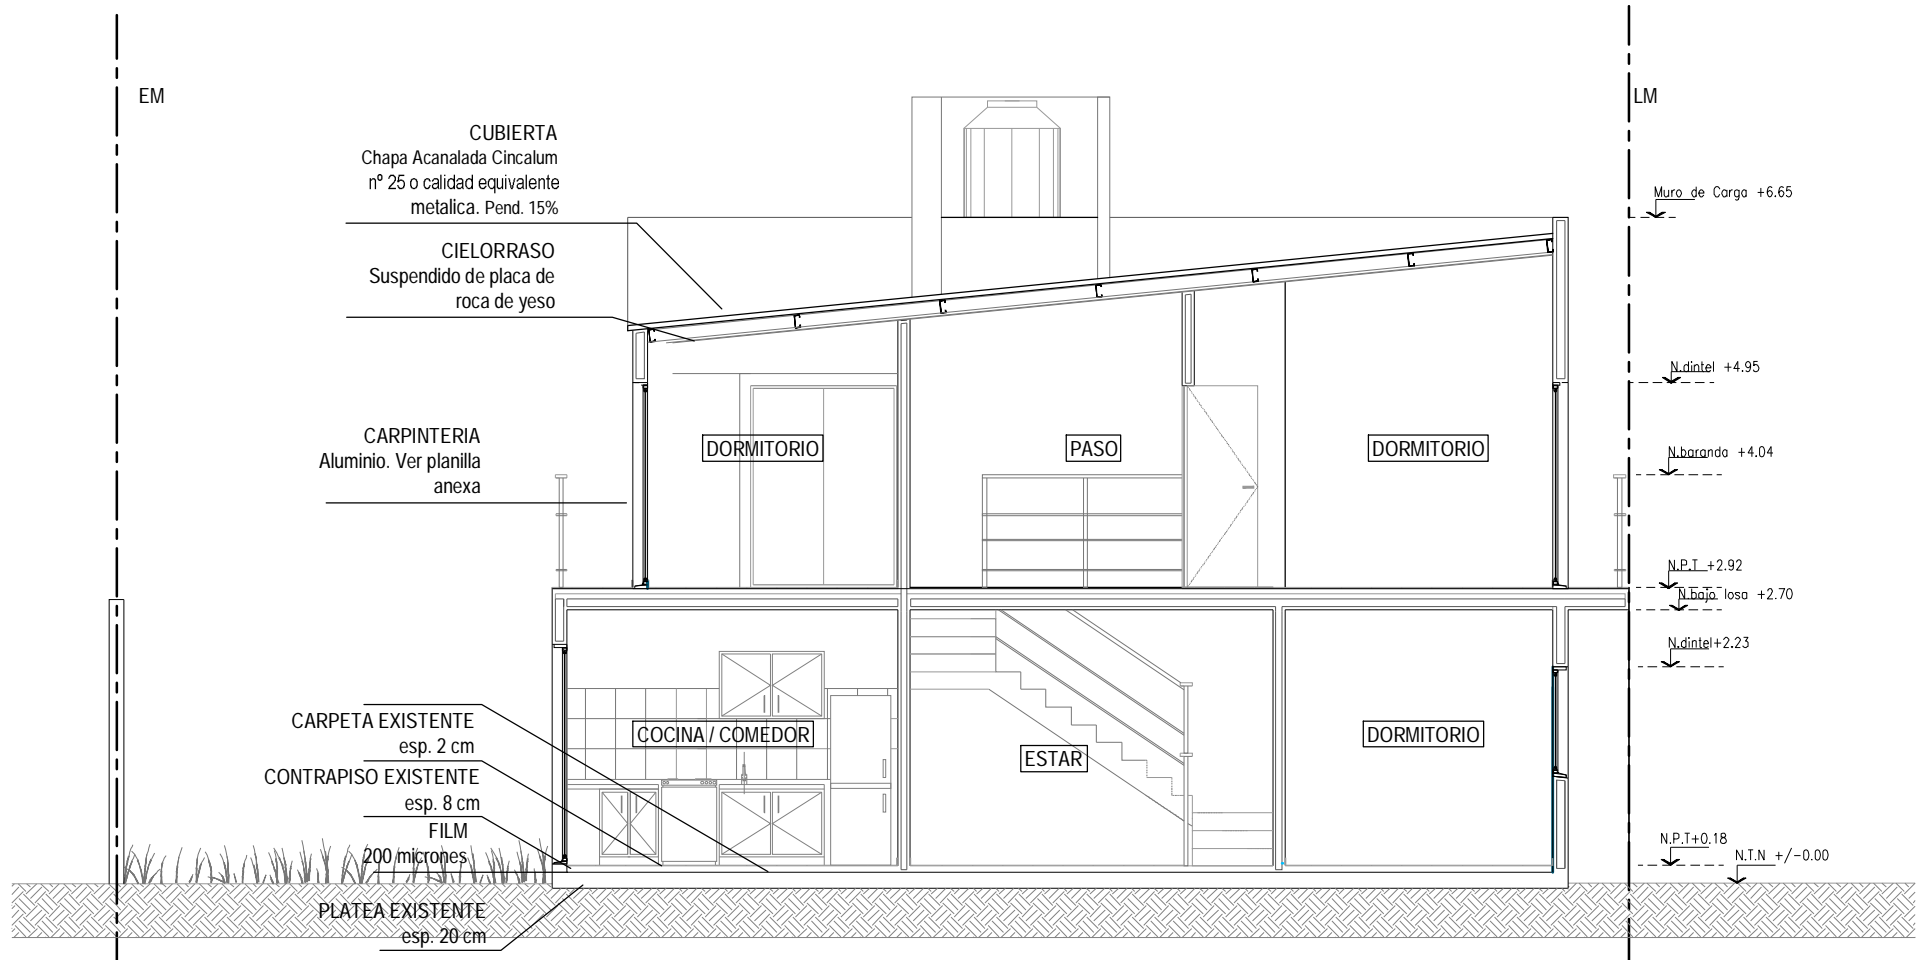 EM
LM
CUBIERTA
Chapa Acanalada Cincalum
nº 25 o calidad equivalente
metalica. Pend. 15%
Muro de Carga +6.65
CIELORRASO
Suspendido de placa de
roca de yeso
N.dintel +4.95
CARPINTERIA
Aluminio. Ver planilla
anexa
DORMITORIO
PASO
DORMITORIO
N.baranda +4.04
N.P.T +2.92
N.bajo losa +2.70
N.dintel+2.23
CARPETA EXISTENTE
esp. 2 cm
CONTRAPISO EXISTENTE
esp. 8 cm
FILM
200 micrones
COCINA / COMEDOR
ESTAR
DORMITORIO
N.P.T+0.18
N.T.N +/-0.00
PLATEA EXISTENTE
esp. 20 cm